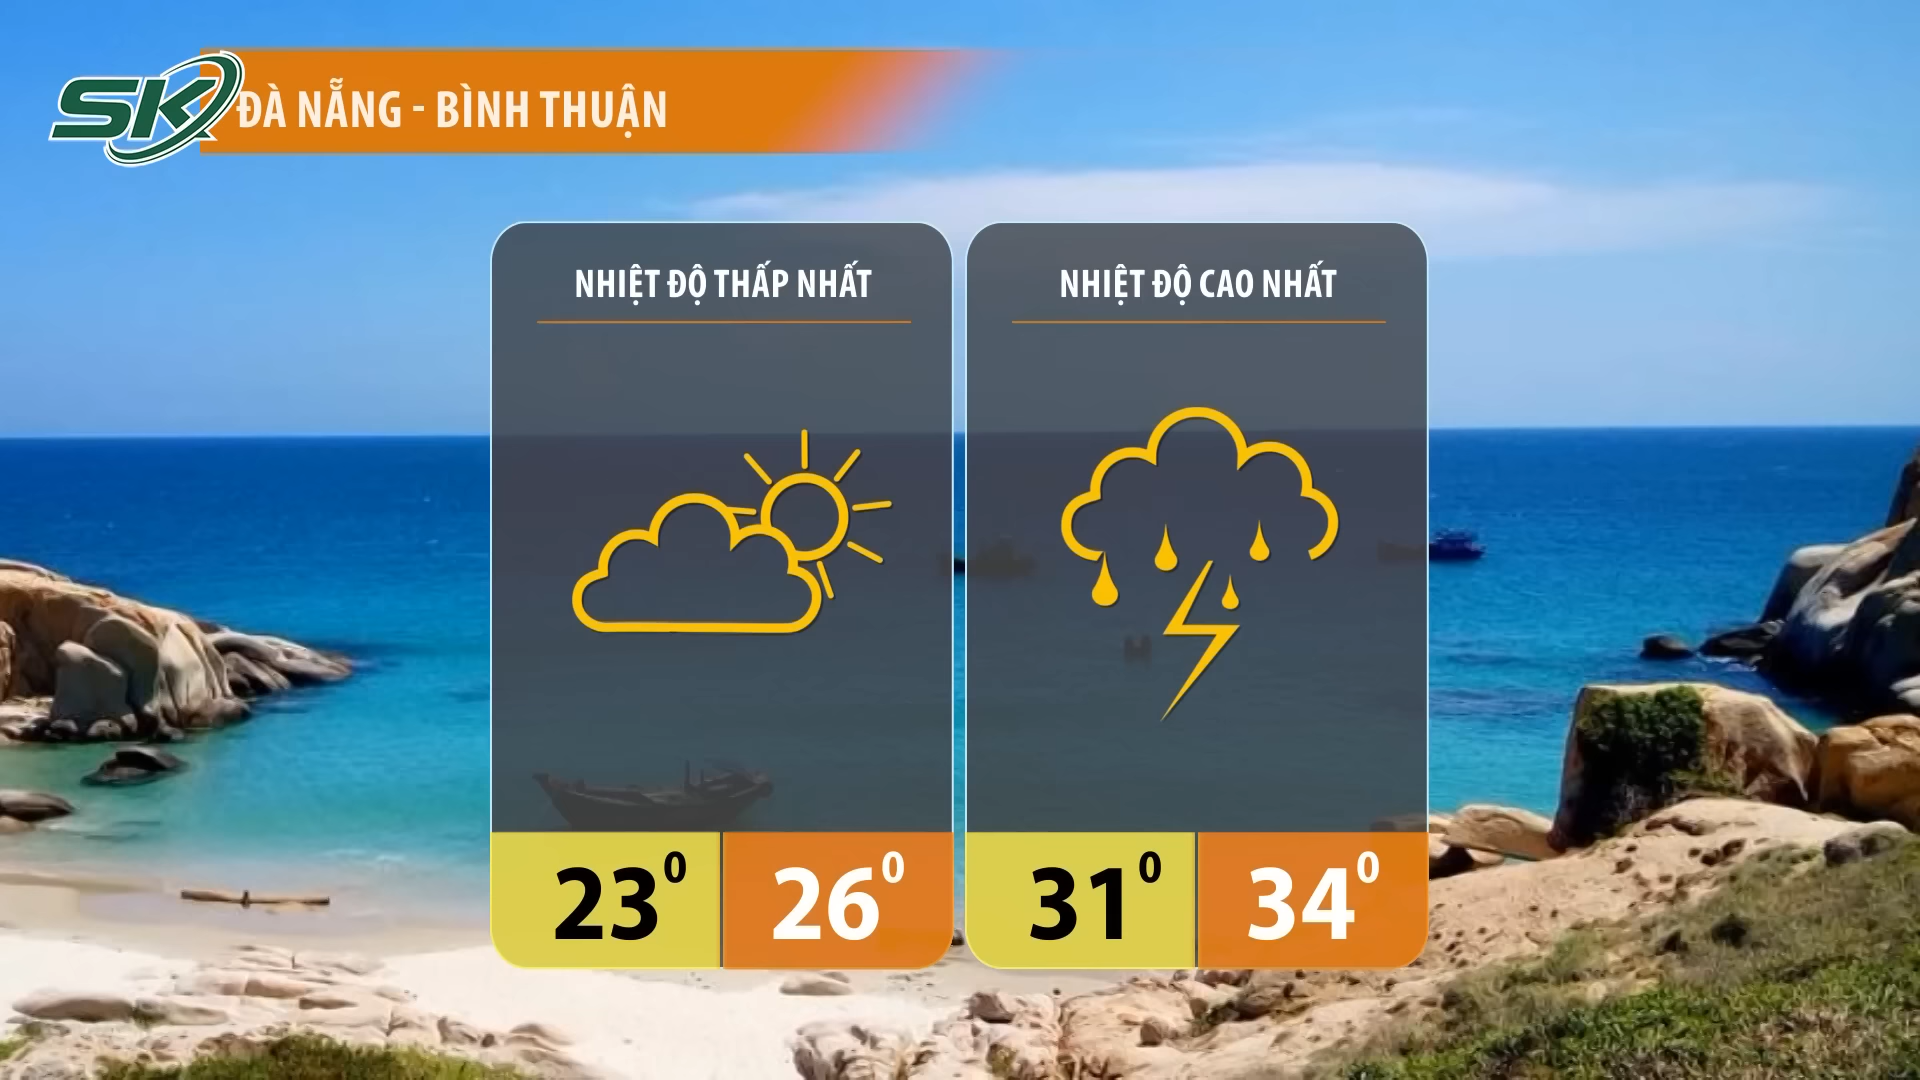 SK
ĐÀ NẴNG - BÌNH THUẬN
NHIỆT ĐỘ THẤP NHẤT
NHIỆT ĐỘ CAO NHẤT
23⁰ 26⁰
31⁰ 34⁰